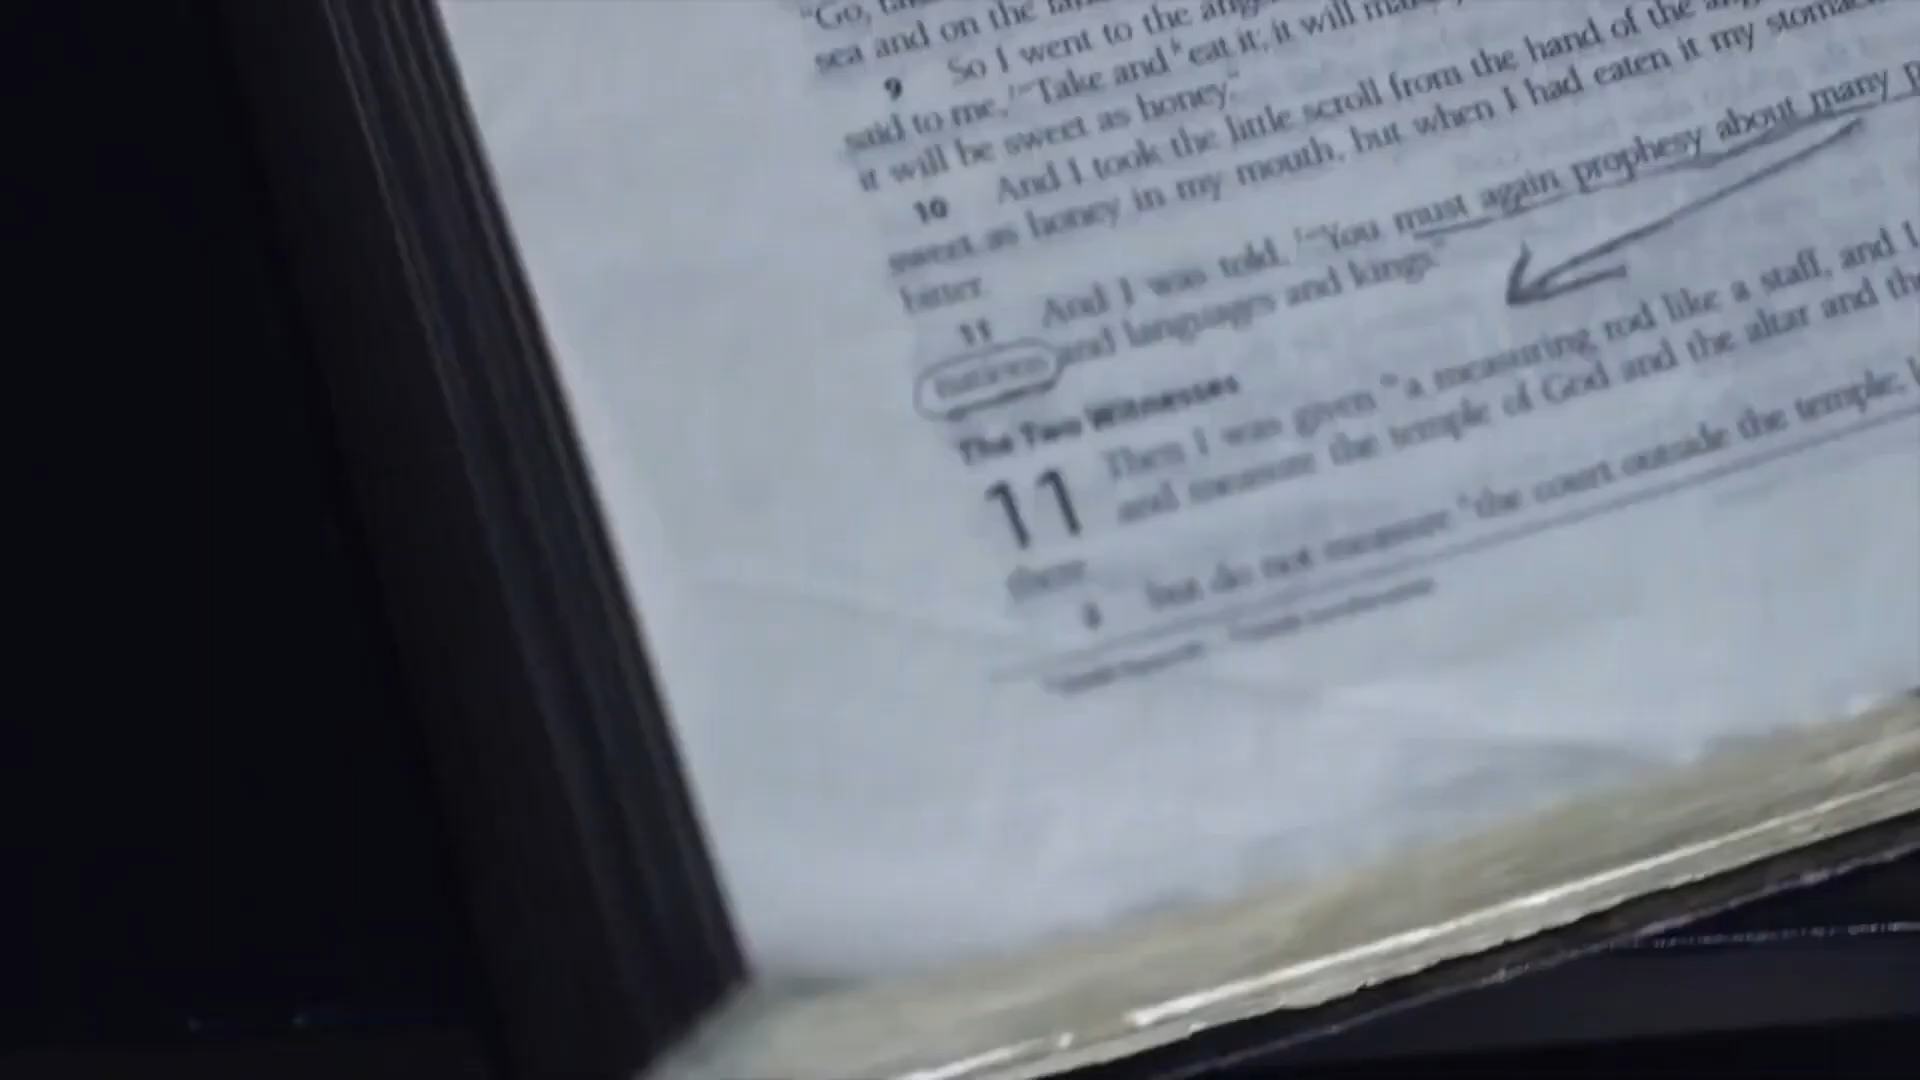 "Go,
sea and on the
9 So I went to the
said to me, "Take and eat it; it will
it will be sweet as honey."
10 And I took the little scroll from the hand of the
sweet as honey in my mouth, but when I had eaten it my
bitter.
11 And I was told, "You must again prophesy about many
nations and languages and kings."
The Two Witnesses
11 Then I was given a measuring rod like a staff, and I
and measure the temple of God and the altar and
there
but do not measure the court outside the temple,